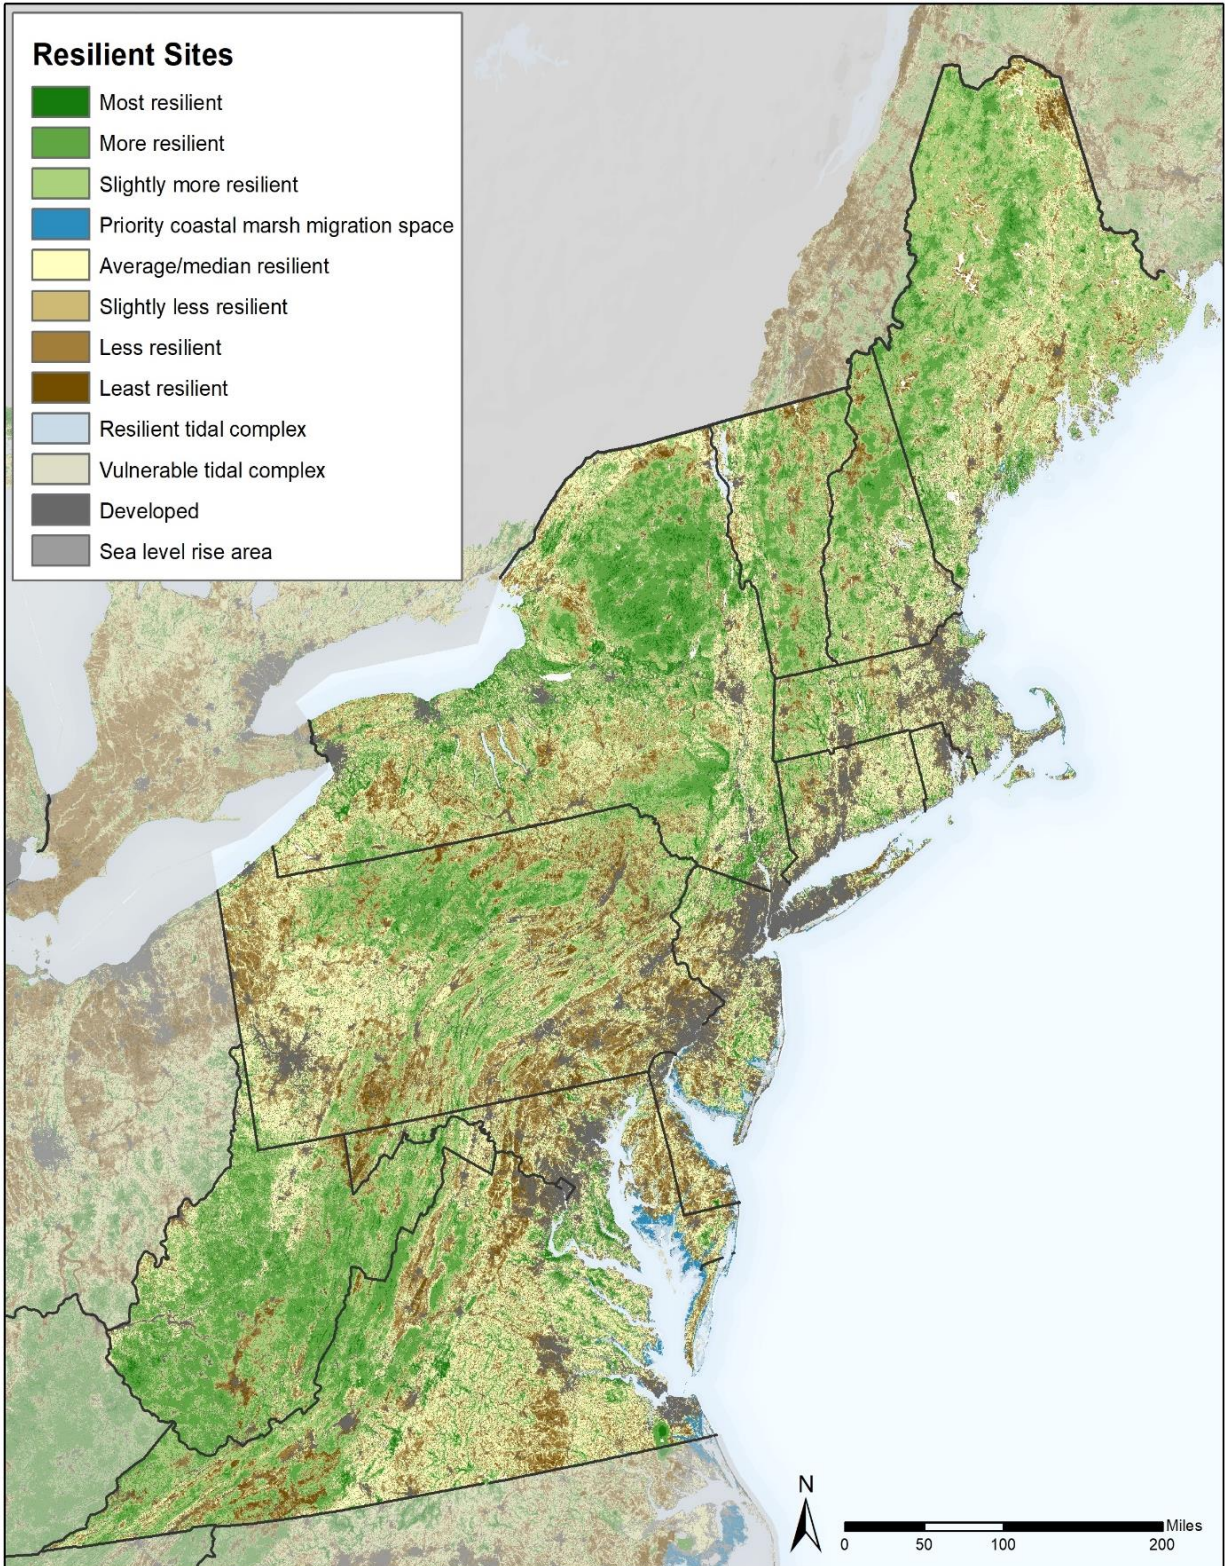 Resilient Sites
Most resilient
More resilient
Slightly more resilient
Priority coastal marsh migration space
Average/median resilient
Slightly less resilient
Less resilient
Least resilient
Resilient tidal complex
Vulnerable tidal complex
Developed
Sea level rise area
N
Miles
0 50 100 200